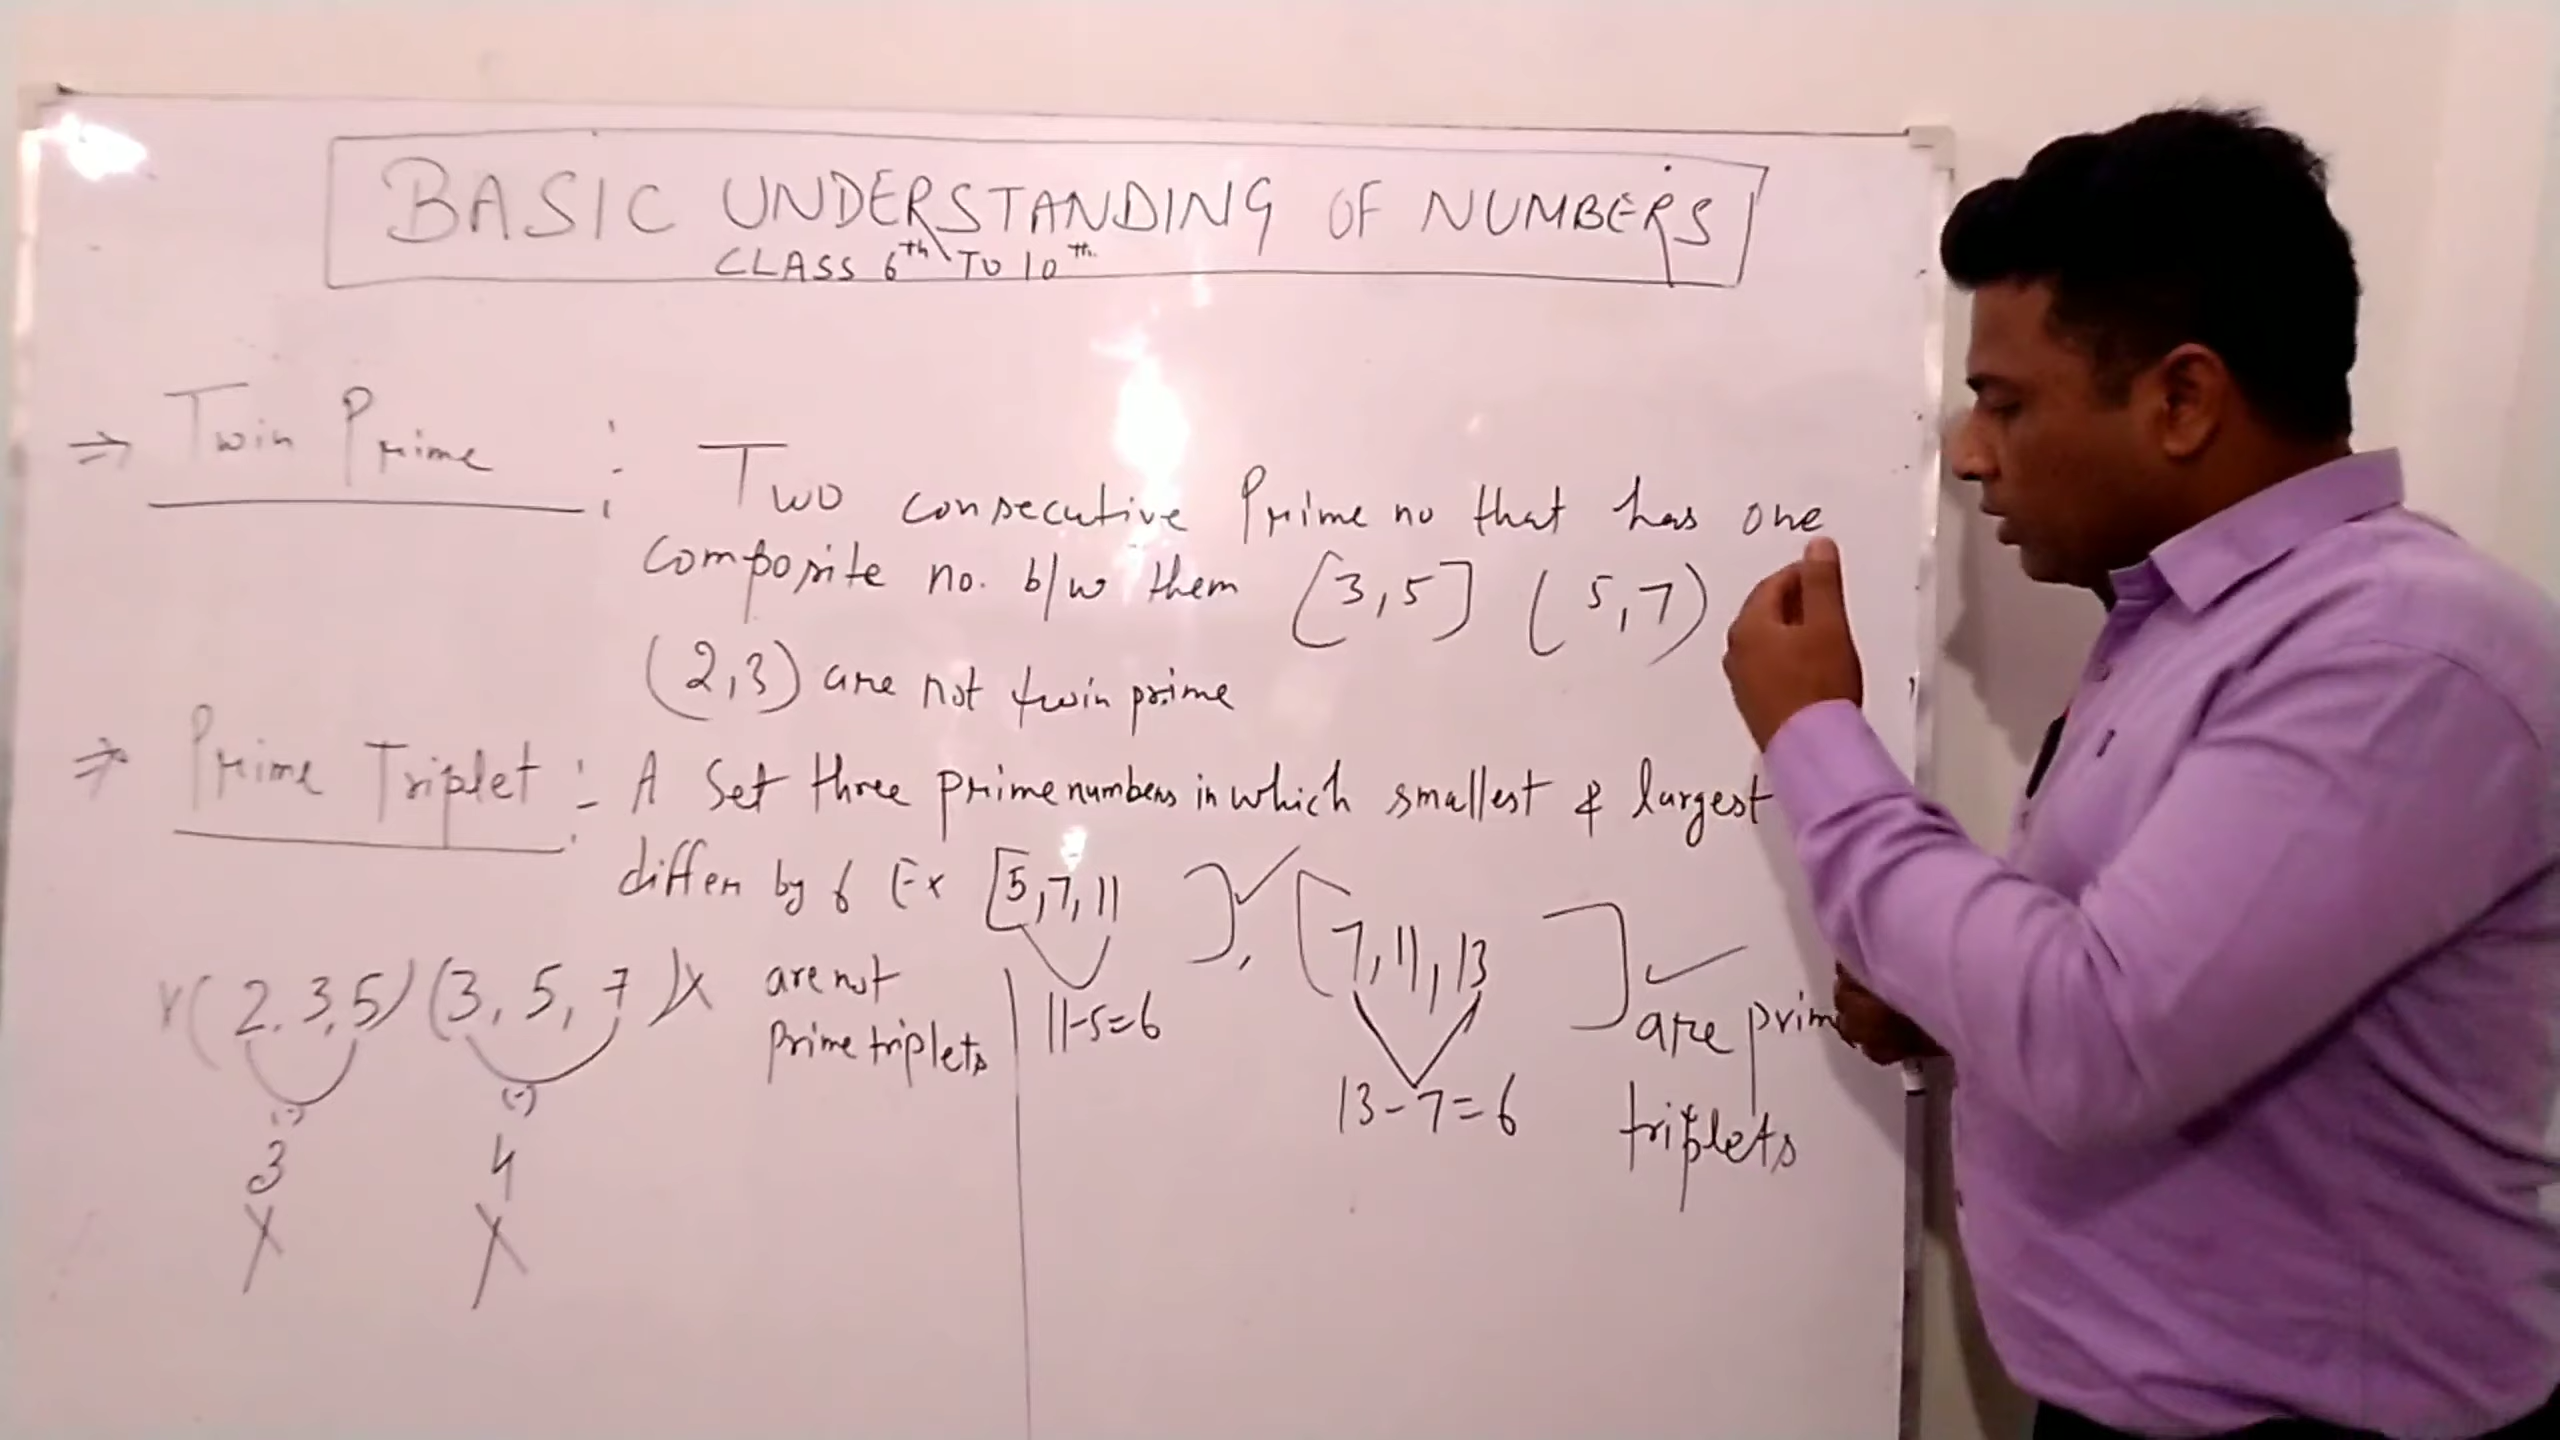 BASIC UNDERSTANDING OF NUMBERS
CLASS 6th TO 10th
⇒ Twin Prime : Two consecutive Prime no that has one
composite no. b/w them [3,5] (5,7)
(2,3) are not twin prime
⇒ Prime Triplet :- A Set three prime numbers in which smallest & largest
differ by 6 Ex [5,7,11] ✓, [7,11,13] ✓
are prim
triplets
11-5=6
13-7=6
(2,3,5) (3,5,7)X are not
Prime triplets
(-) (-)
3 4
X X